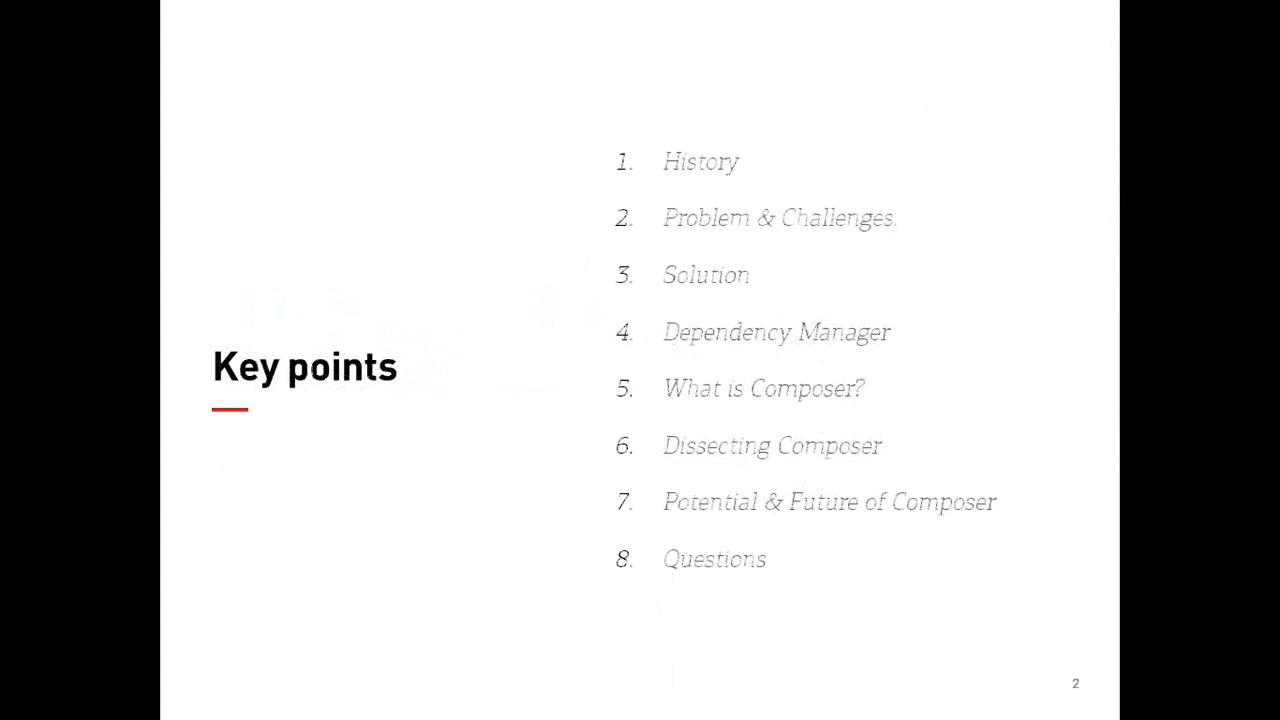 Key points
1. History
2. Problem & Challenges.
3. Solution
4. Dependency Manager
5. What is Composer?
6. Dissecting Composer
7. Potential & Future of Composer
8. Questions
2